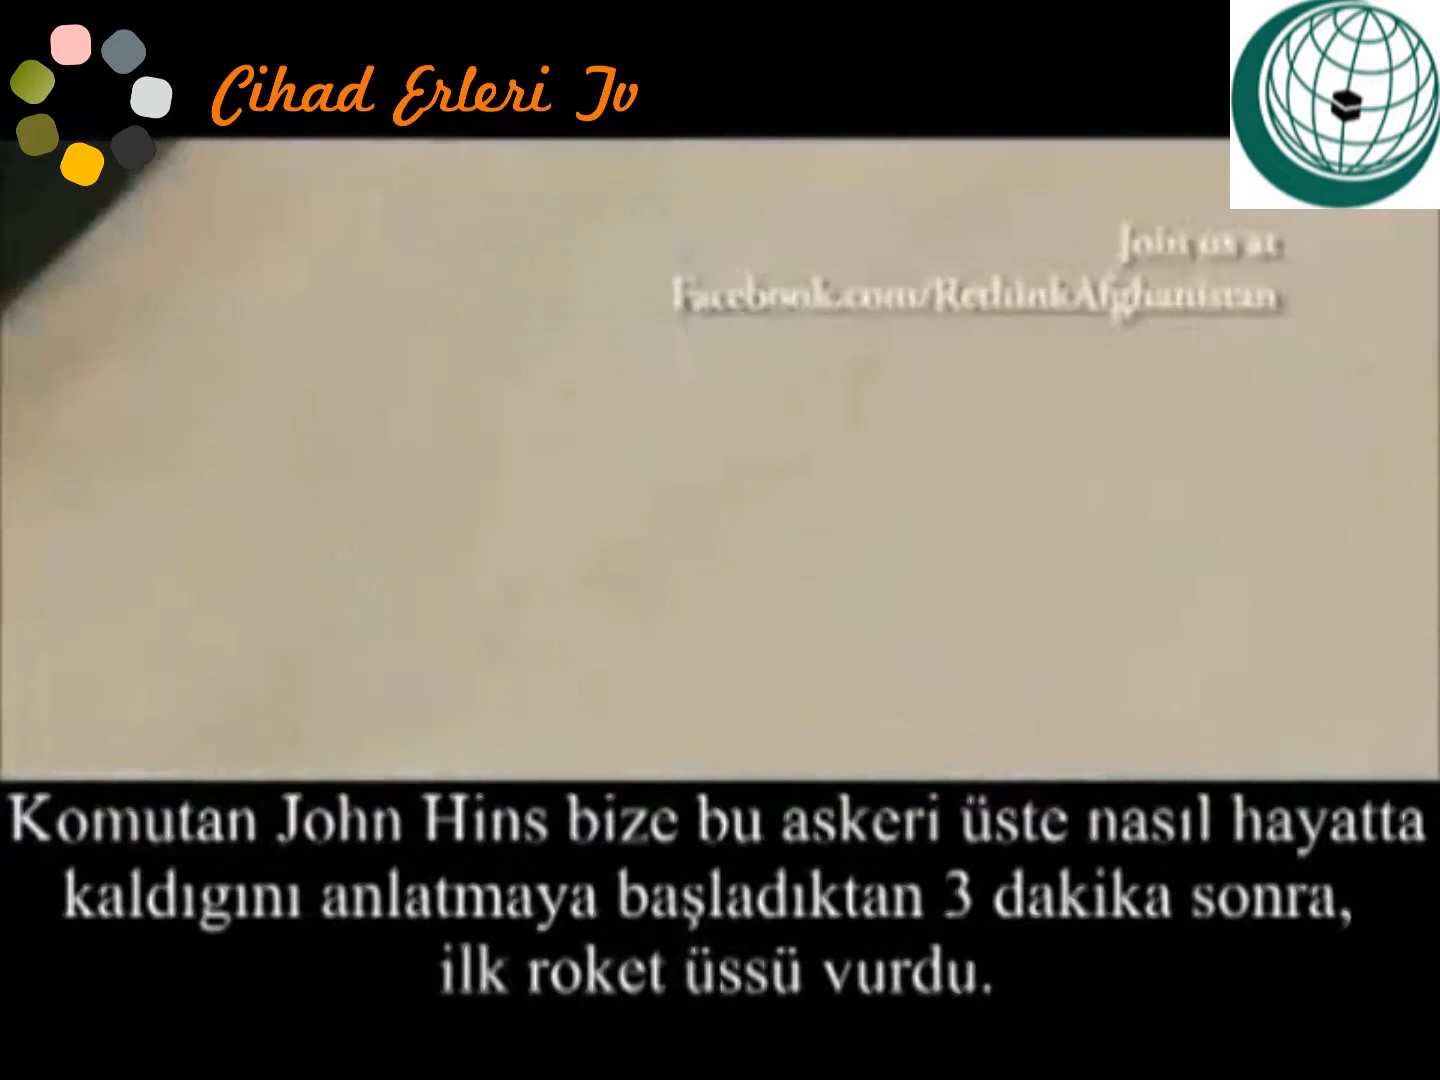 Cihad Erleri Tv
Join us at
Facebook.com/RethinkAfghanistan
Komutan John Hins bize bu askeri üste nasıl hayatta
kaldıgını anlatmaya başladıktan 3 dakika sonra,
ilk roket üssü vurdu.